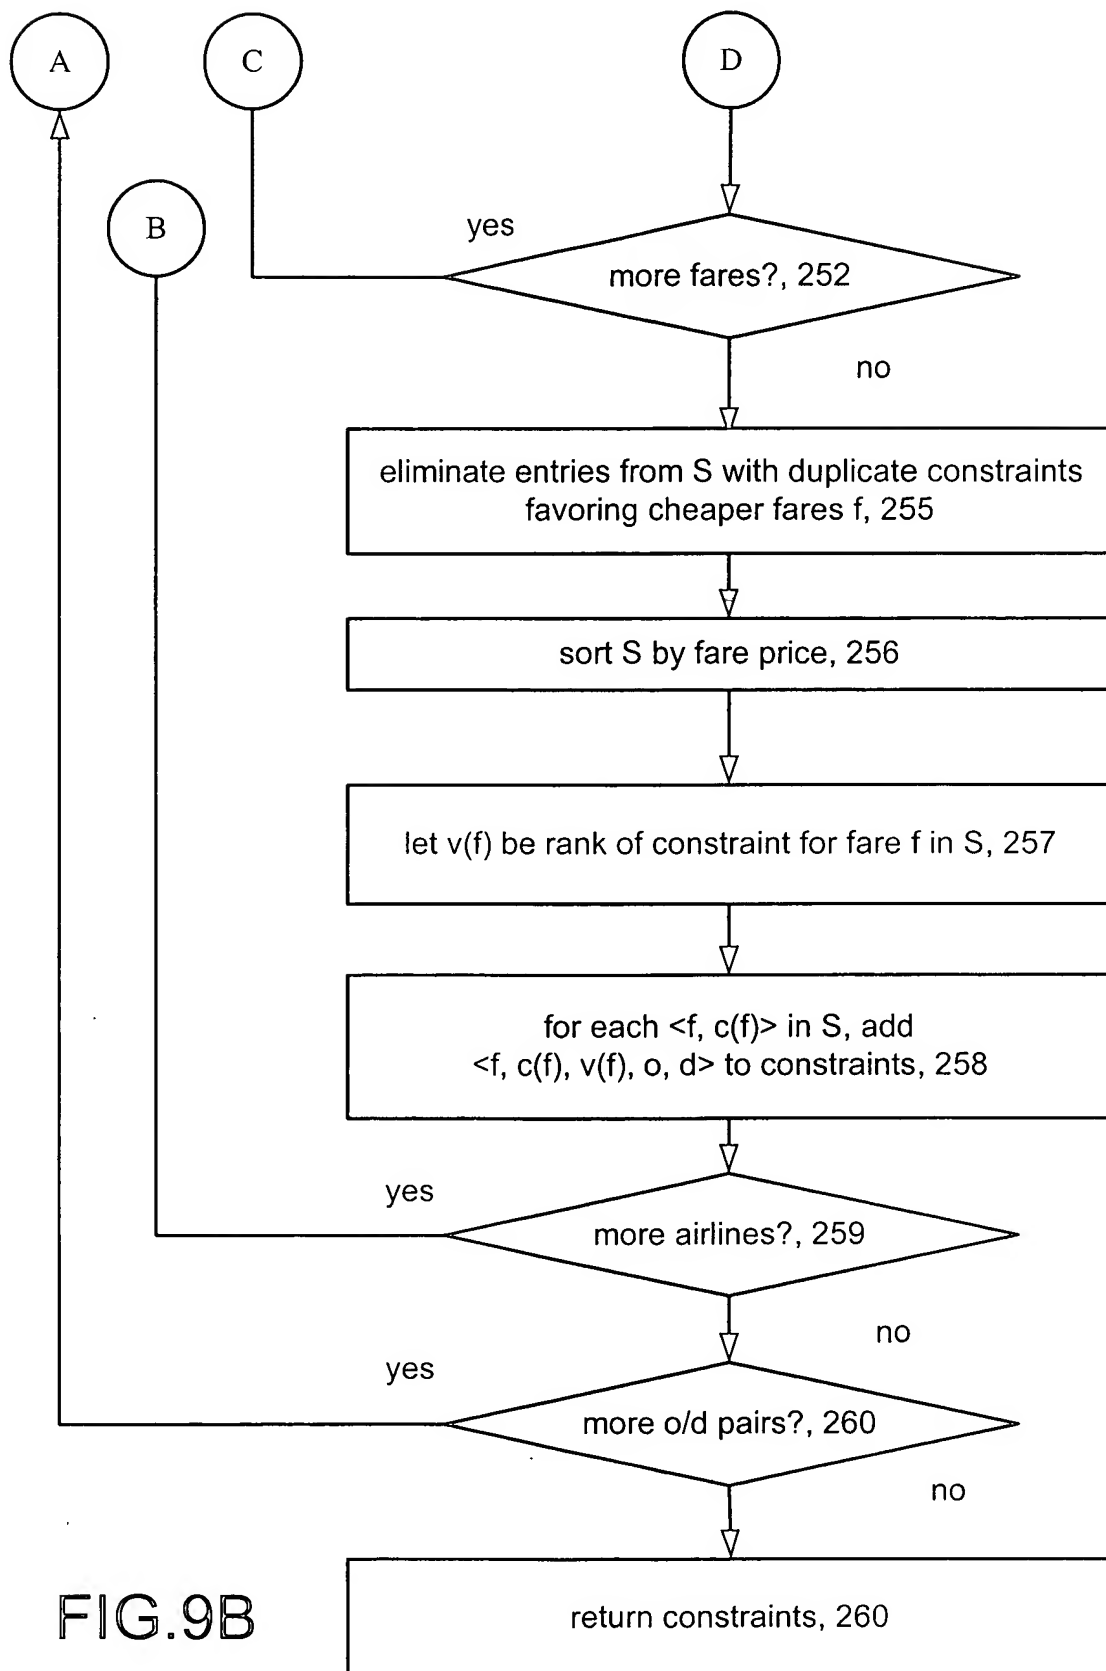 A
C
D
B
yes
more fares?, 252
no
eliminate entries from S with duplicate constraints
favoring cheaper fares f, 255
sort S by fare price, 256
let v(f) be rank of constraint for fare f in S, 257
for each <f, c(f)> in S, add
<f, c(f), v(f), o, d> to constraints, 258
yes
more airlines?, 259
no
yes
more o/d pairs?, 260
no
return constraints, 260
FIG.9B